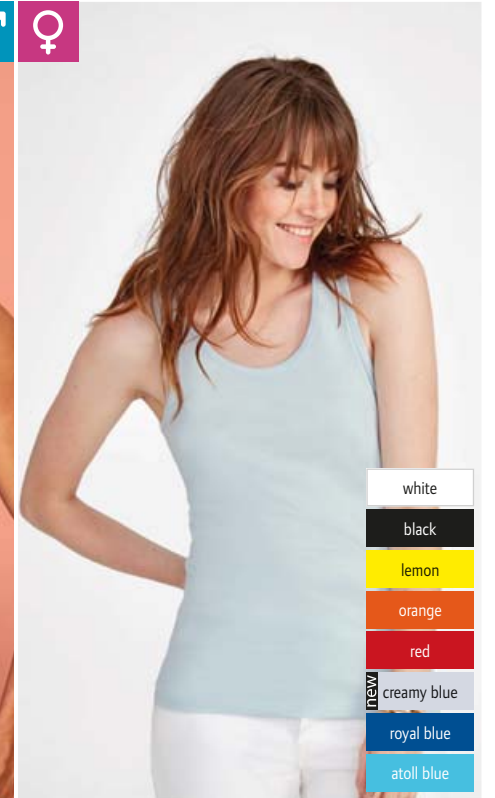 white
black
lemon
orange
red
new
creamy blue
royal blue
atoll blue